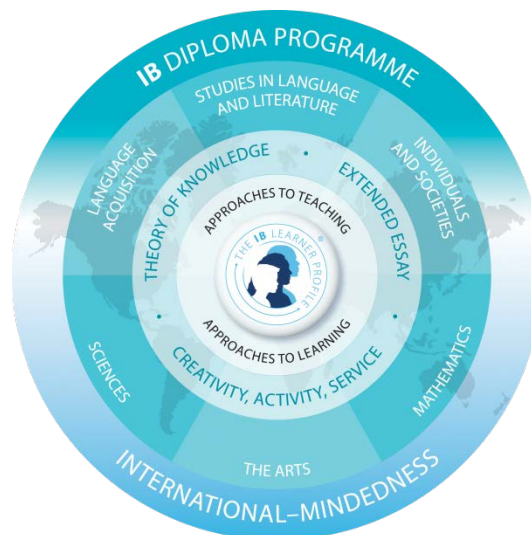 IB DIPLOMA PROGRAMME
STUDIES IN LANGUAGE
AND LITERATURE
LANGUAGE
ACQUISITION
INDIVIDUALS
AND SOCIETIES
THEORY OF KNOWLEDGE
•
EXTENDED ESSAY
APPROACHES TO TEACHING
THE IB LEARNER PROFILE
®
APPROACHES TO LEARNING
•
•
CREATIVITY, ACTIVITY, SERVICE
SCIENCES
MATHEMATICS
THE ARTS
INTERNATIONAL–MINDEDNESS